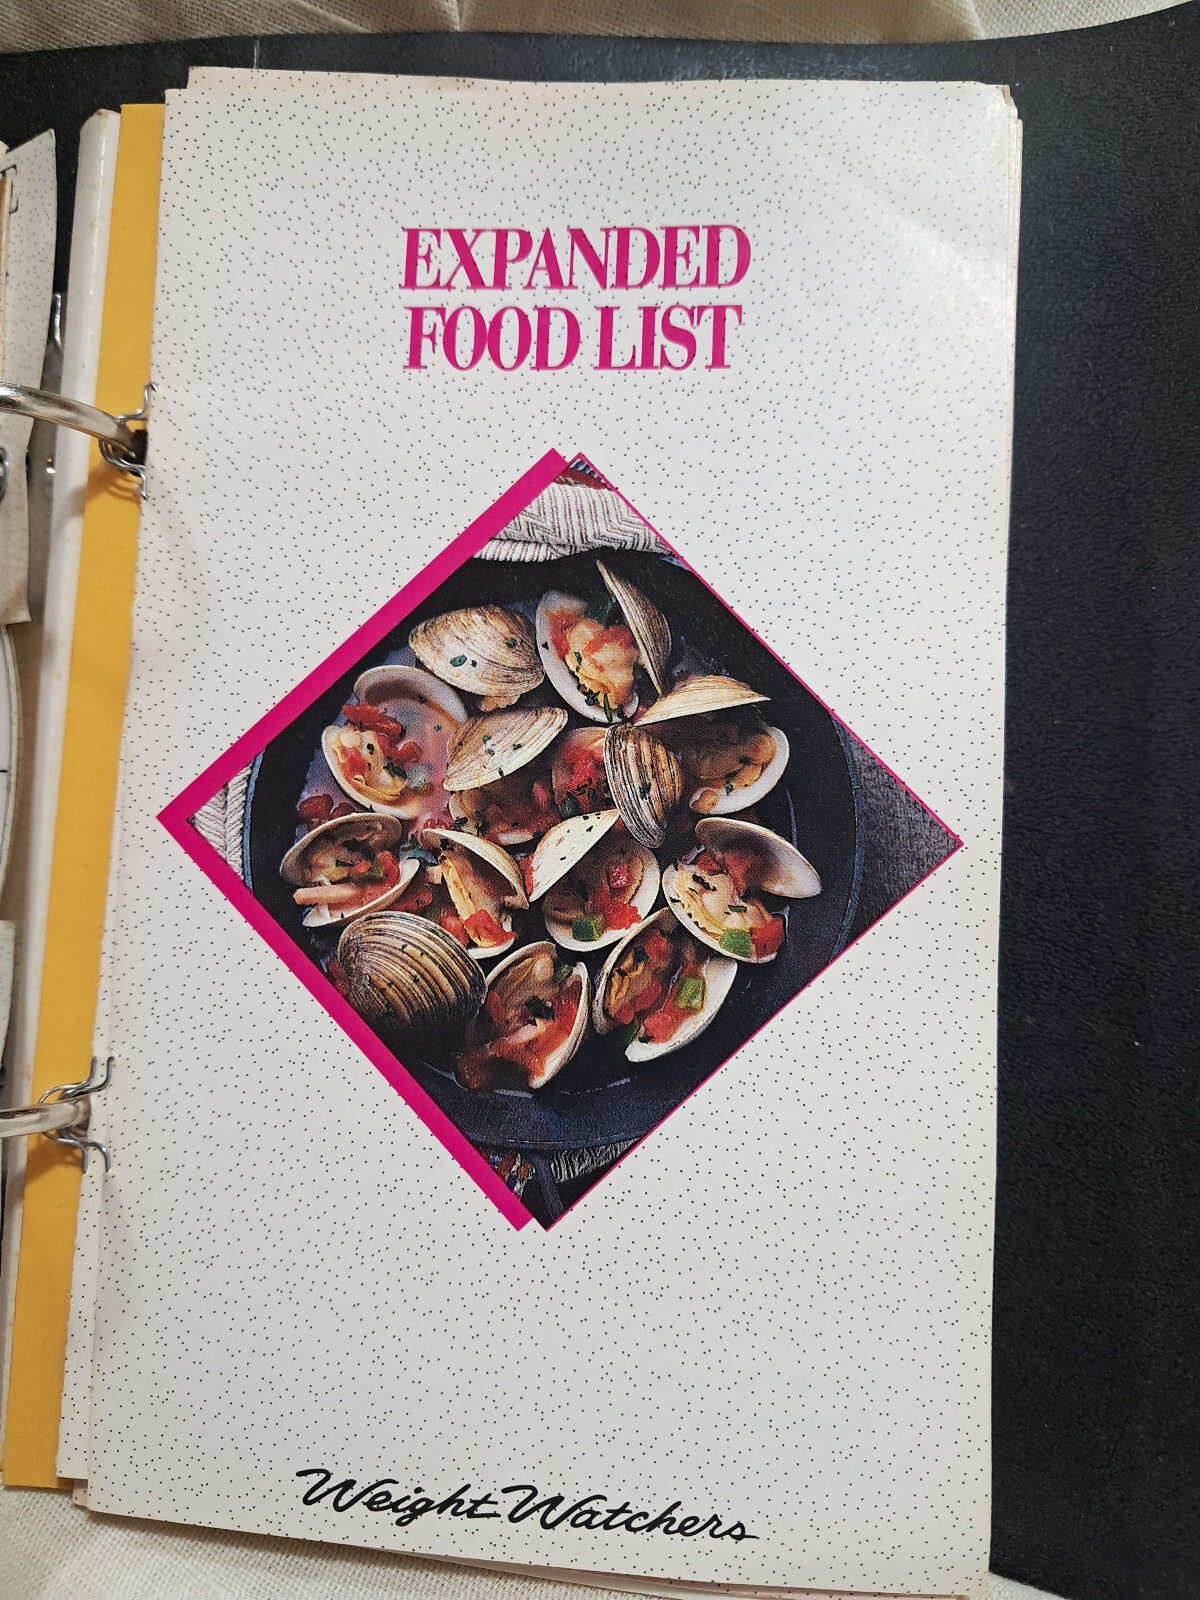 EXPANDED
FOOD LIST
Weight Watchers